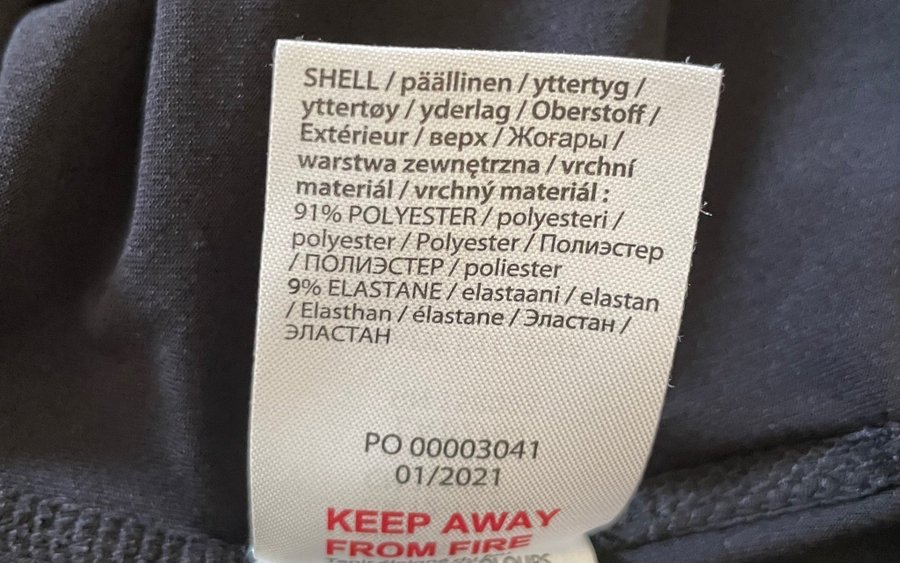 SHELL / päällinen / yttertyg /
yttertøy / yderlag / Oberstoff /
Extérieur / верх / Жоғары /
warstwa zewnętrzna / vrchní
materiál / vrchný materiál :
91% POLYESTER / polyesteri /
polyester / Polyester / Полиэстер
/ ПОЛИЭСТЕР / poliester
9% ELASTANE / elastaani / elastan
/ Elasthan / élastane / Эластан /
ЭЛАСТАН
PO 00003041
01/2021
KEEP AWAY
FROM FIRE